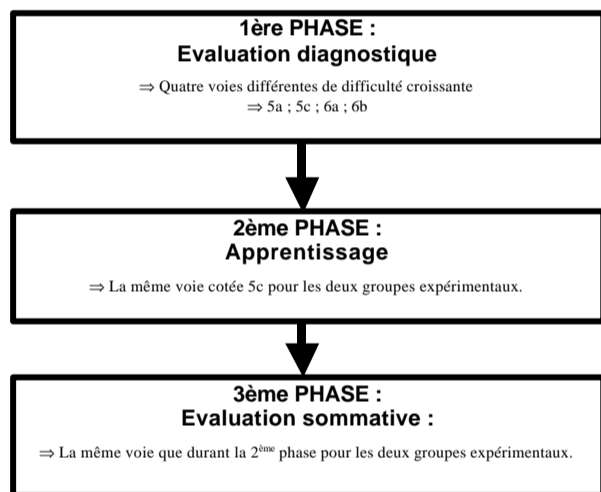 1ère PHASE :
Evaluation diagnostique
⇒ Quatre voies différentes de difficulté croissante
⇒ 5a ; 5c ; 6a ; 6b
2ème PHASE :
Apprentissage
⇒ La même voie cotée 5c pour les deux groupes expérimentaux.
3ème PHASE :
Evaluation sommative :
⇒ La même voie que durant la 2ème phase pour les deux groupes expérimentaux.